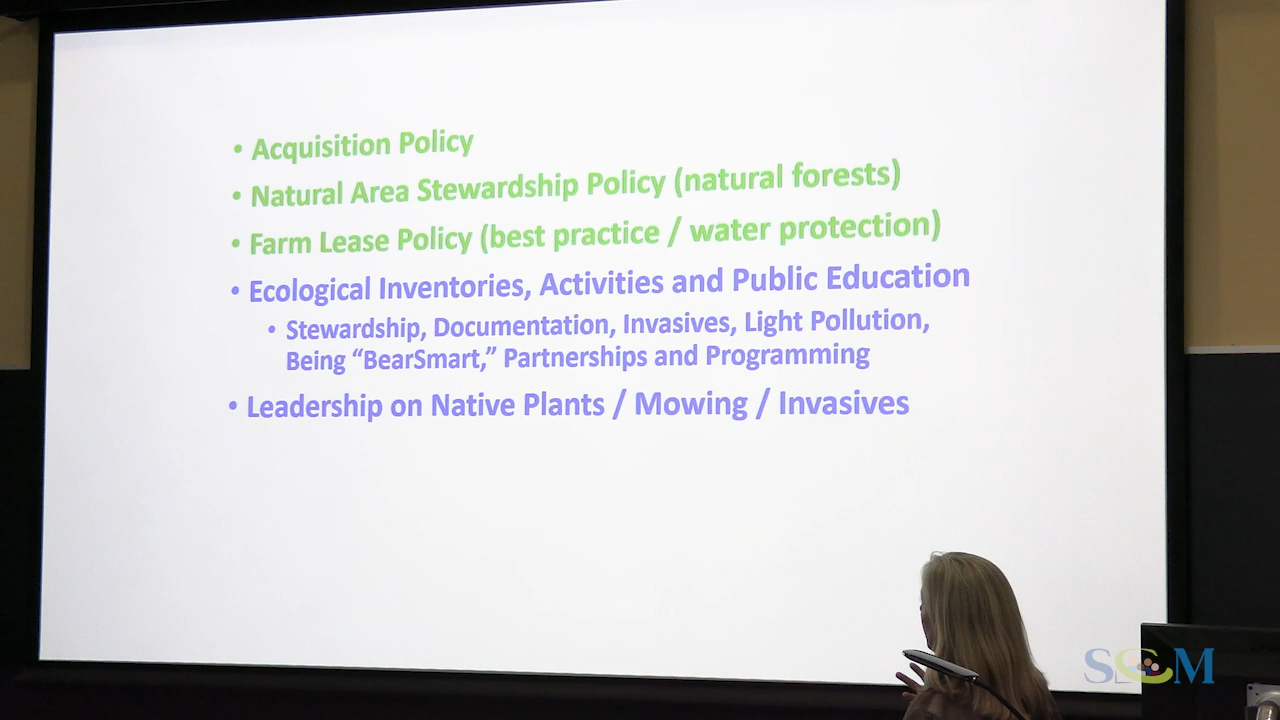 • Acquisition Policy
• Natural Area Stewardship Policy (natural forests)
• Farm Lease Policy (best practice / water protection)
• Ecological Inventories, Activities and Public Education
• Stewardship, Documentation, Invasives, Light Pollution,
Being “BearSmart,” Partnerships and Programming
• Leadership on Native Plants / Mowing / Invasives
SCM